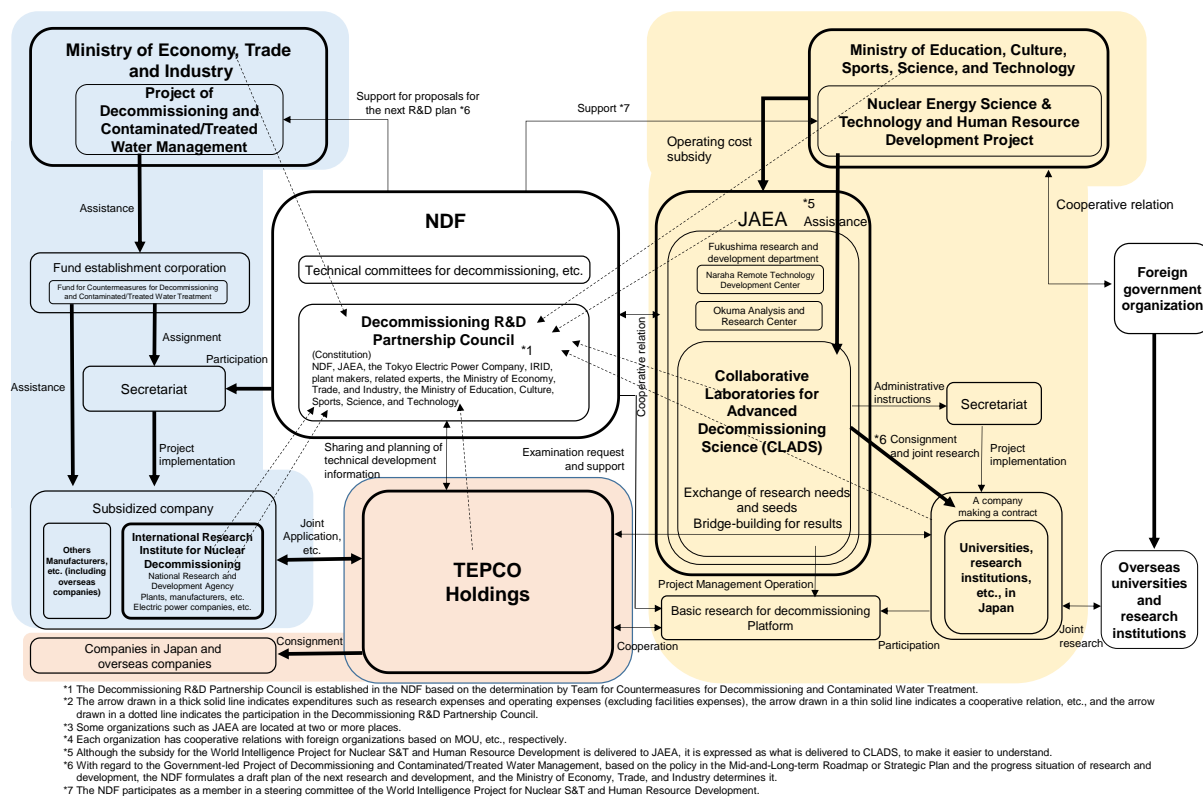 Ministry of Economy, Trade
and Industry
Project of
Decommissioning and
Contaminated/Treated
Water Management
Support for proposals for
the next R&D plan *6
Support *7
Ministry of Education, Culture,
Sports, Science, and Technology
Nuclear Energy Science &
Technology and Human Resource
Development Project
Operating cost
subsidy
Assistance
NDF
JAEA
*5
Assistance
Cooperative relation
Technical committees for decommissioning, etc.
Fukushima research and
development department
Naraha Remote Technology
Development Center
Okuma Analysis and
Research Center
Foreign
government
organization
Fund establishment corporation
Fund for Countermeasures for Decommissioning
and Contaminated/Treated Water Treatment
Decommissioning R&D
Partnership Council
*1
(Constitution)
NDF, JAEA, the Tokyo Electric Power Company, IRID,
plant makers, related experts, the Ministry of Economy,
Trade, and Industry, the Ministry of Education, Culture,
Sports, Science, and Technology
Assignment
Participation
Assistance
Secretariat
Cooperative relation
Collaborative
Laboratories for
Advanced
Decommissioning
Science (CLADS)
Administrative
instructions
Secretariat
*6 Consignment
and joint research
Project
implementation
Project
implementation
Sharing and planning of
technical development
information
Examination request
and support
Exchange of research needs
and seeds
Bridge-building for results
Subsidized company
Others
Manufacturers,
etc. (including
overseas
companies)
International Research
Institute for Nuclear
Decommissioning
National Research and
Development Agency
Plants, manufacturers, etc.
Electric power companies, etc.
Joint
Application,
etc.
TEPCO
Holdings
A company
making a contract
Universities,
research
institutions,
etc., in
Japan
Overseas
universities
and
research
institutions
Project Management Operation
Basic research for decommissioning
Platform
Participation
Joint
research
Cooperation
Consignment
Companies in Japan and
overseas companies
*1 The Decommissioning R&D Partnership Council is established in the NDF based on the determination by Team for Countermeasures for Decommissioning and Contaminated Water Treatment.
*2 The arrow drawn in a thick solid line indicates expenditures such as research expenses and operating expenses (excluding facilities expenses), the arrow drawn in a thin solid line indicates a cooperative relation, etc., and the arrow
drawn in a dotted line indicates the participation in the Decommissioning R&D Partnership Council.
*3 Some organizations such as JAEA are located at two or more places.
*4 Each organization has cooperative relations with foreign organizations based on MOU, etc., respectively.
*5 Although the subsidy for the World Intelligence Project for Nuclear S&T and Human Resource Development is delivered to JAEA, it is expressed as what is delivered to CLADS, to make it easier to understand.
*6 With regard to the Government-led Project of Decommissioning and Contaminated/Treated Water Management, based on the policy in the Mid-and-Long-term Roadmap or Strategic Plan and the progress situation of research and
development, the NDF formulates a draft plan of the next research and development, and the Ministry of Economy, Trade, and Industry determines it.
*7 The NDF participates as a member in a steering committee of the World Intelligence Project for Nuclear S&T and Human Resource Development.